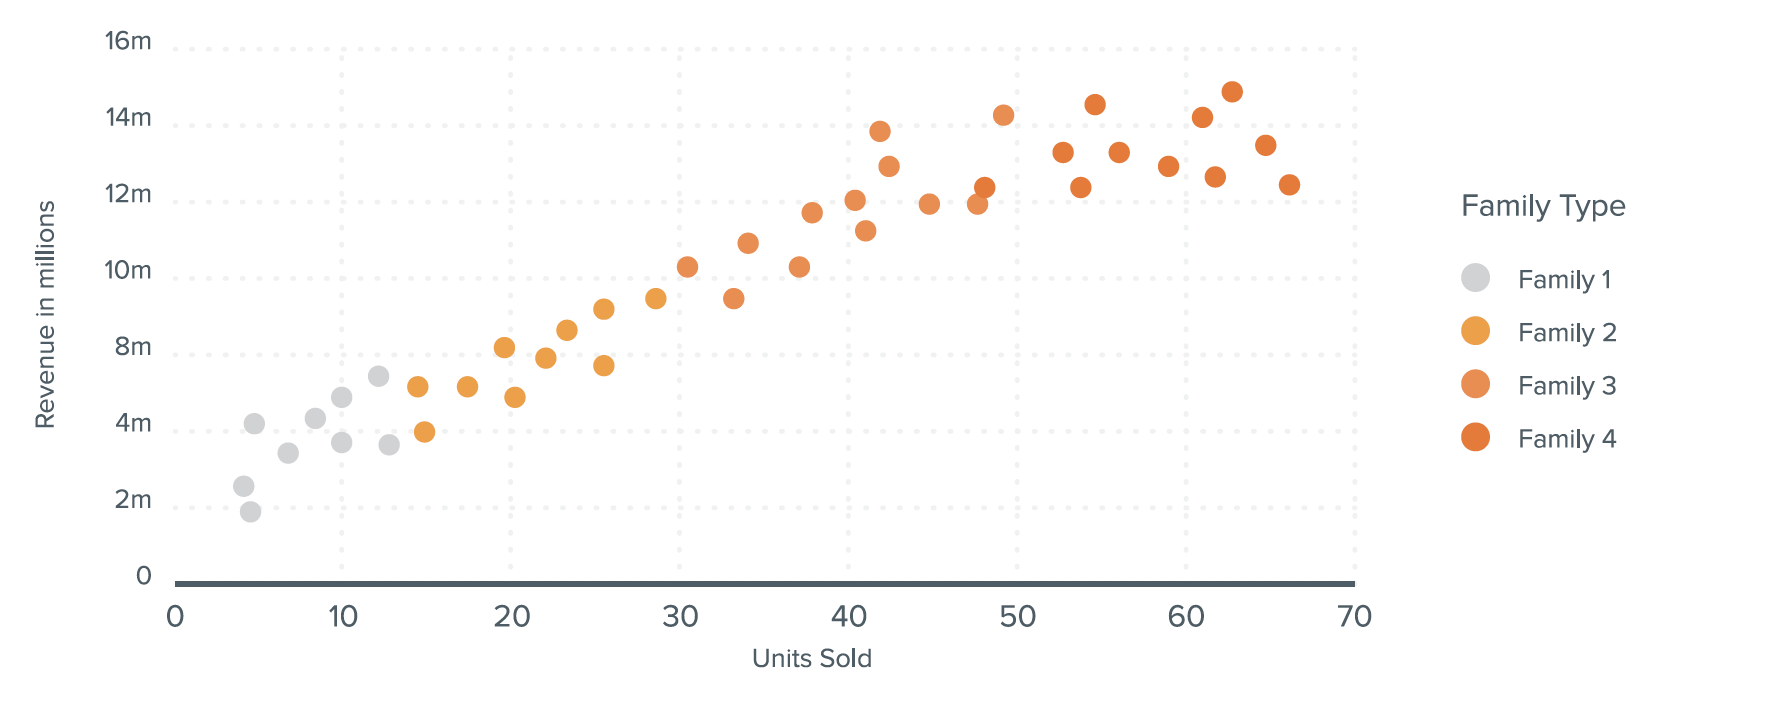 16m
14m
12m
10m
8m
4m
2m
0
Revenue in millions
0 10 20 30 40 50 60 70
Units Sold
Family Type
Family 1
Family 2
Family 3
Family 4